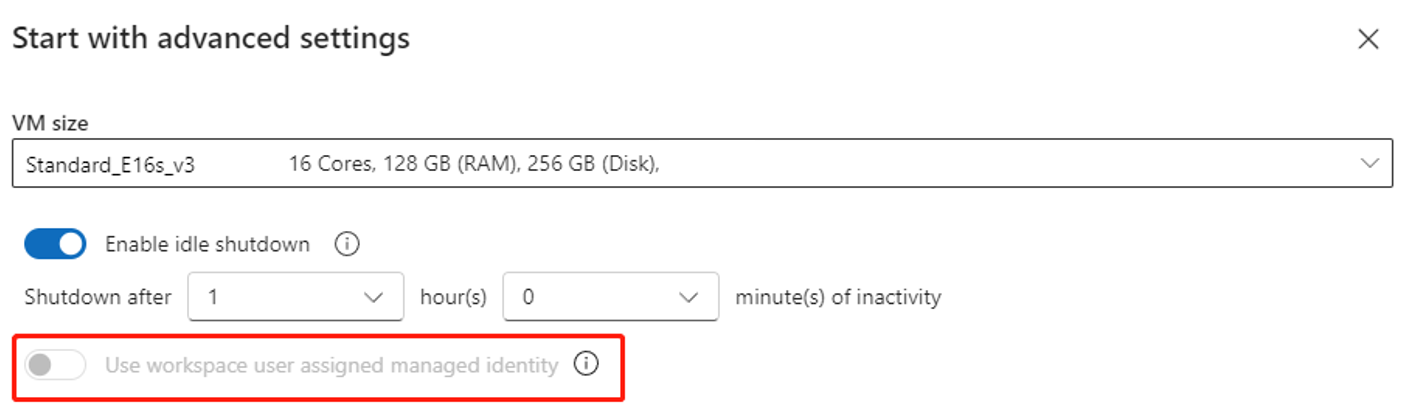 Start with advanced settings
VM size
Standard_E16s_v3 16 Cores, 128 GB (RAM), 256 GB (Disk),
Enable idle shutdown
Shutdown after 1 hour(s) 0 minute(s) of inactivity
Use workspace user assigned managed identity